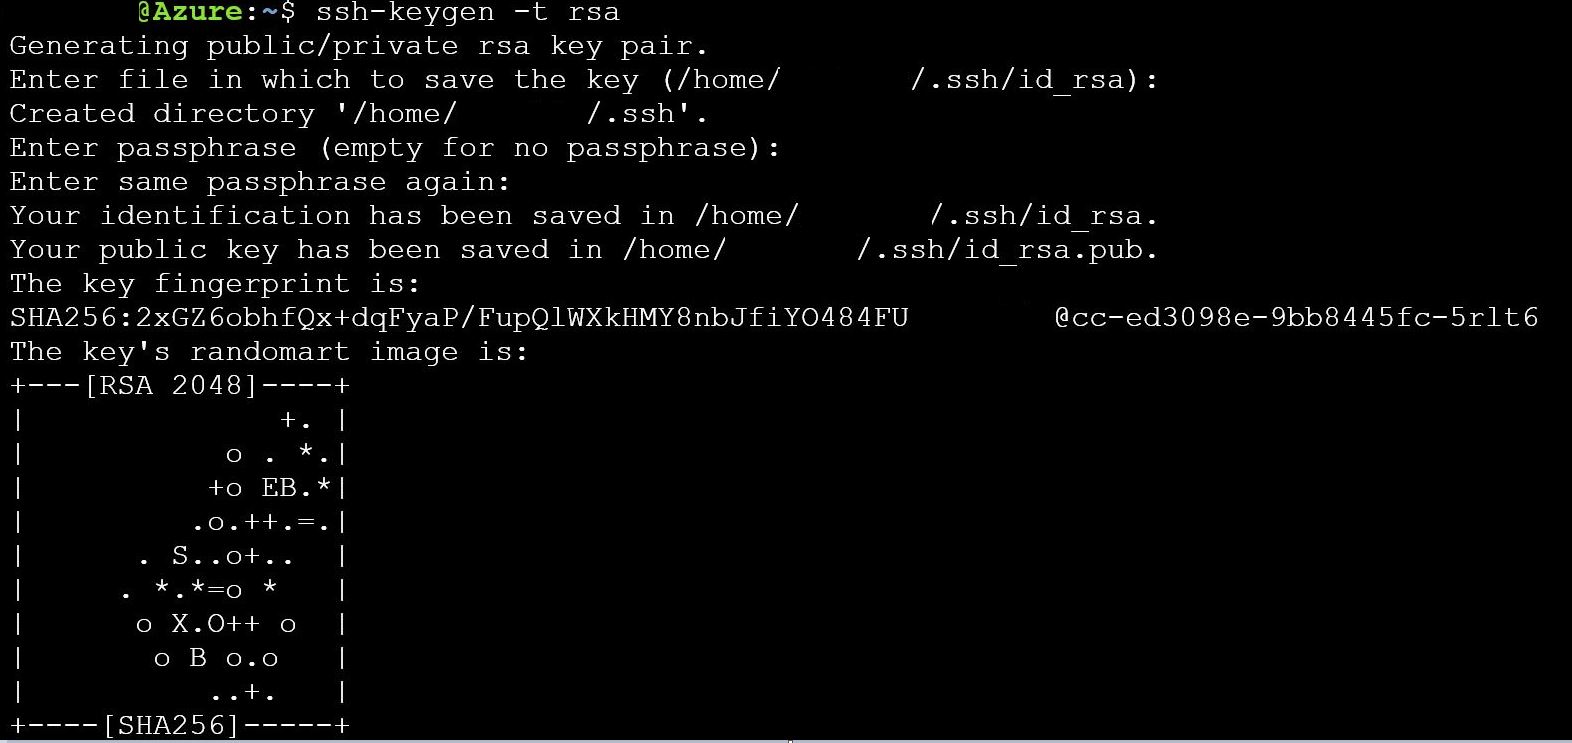 @Azure:~$ ssh-keygen -t rsa
Generating public/private rsa key pair.
Enter file in which to save the key (/home/       /.ssh/id_rsa):
Created directory '/home/       /.ssh'.
Enter passphrase (empty for no passphrase):
Enter same passphrase again:
Your identification has been saved in /home/       /.ssh/id_rsa.
Your public key has been saved in /home/       /.ssh/id_rsa.pub.
The key fingerprint is:
SHA256:2xGZ6obhfQx+dqFyaP/FupQlWXkHMY8nbJfiYO484FU        @cc-ed3098e-9bb8445fc-5rlt6
The key's randomart image is:
+---[RSA 2048]----+
|              +. |
|           o . *.|
|          +o EB.*|
|         .o.++.=.|
|      . S..o+..  |
|     . *.*=o *   |
|      o X.O++ o  |
|       o B o.o   |
|          ..+.   |
+----[SHA256]-----+